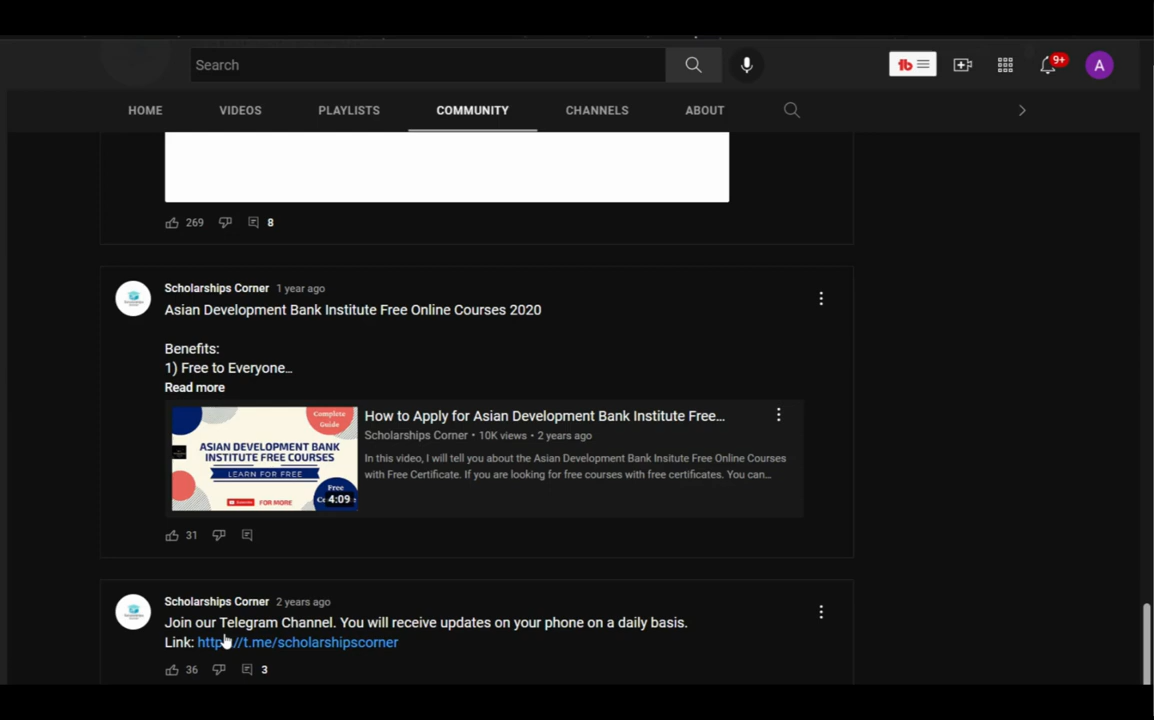 Search
9+
A
HOME VIDEOS PLAYLISTS COMMUNITY CHANNELS ABOUT
269 8
Scholarships Corner 1 year ago
Asian Development Bank Institute Free Online Courses 2020
Benefits:
1) Free to Everyone...
Read more
Complete
Guide
ASIAN DEVELOPMENT BANK
INSTITUTE FREE COURSES
LEARN FOR FREE
Free
FOR MORE
4:09
How to Apply for Asian Development Bank Institute Free...
Scholarships Corner • 10K views • 2 years ago
In this video, I will tell you about the Asian Development Bank Insitute Free Online Courses
with Free Certificate. If you are looking for free courses with free certificates. You can...
31
Scholarships Corner 2 years ago
Join our Telegram Channel. You will receive updates on your phone on a daily basis.
Link: http://t.me/scholarshipscorner
36 3